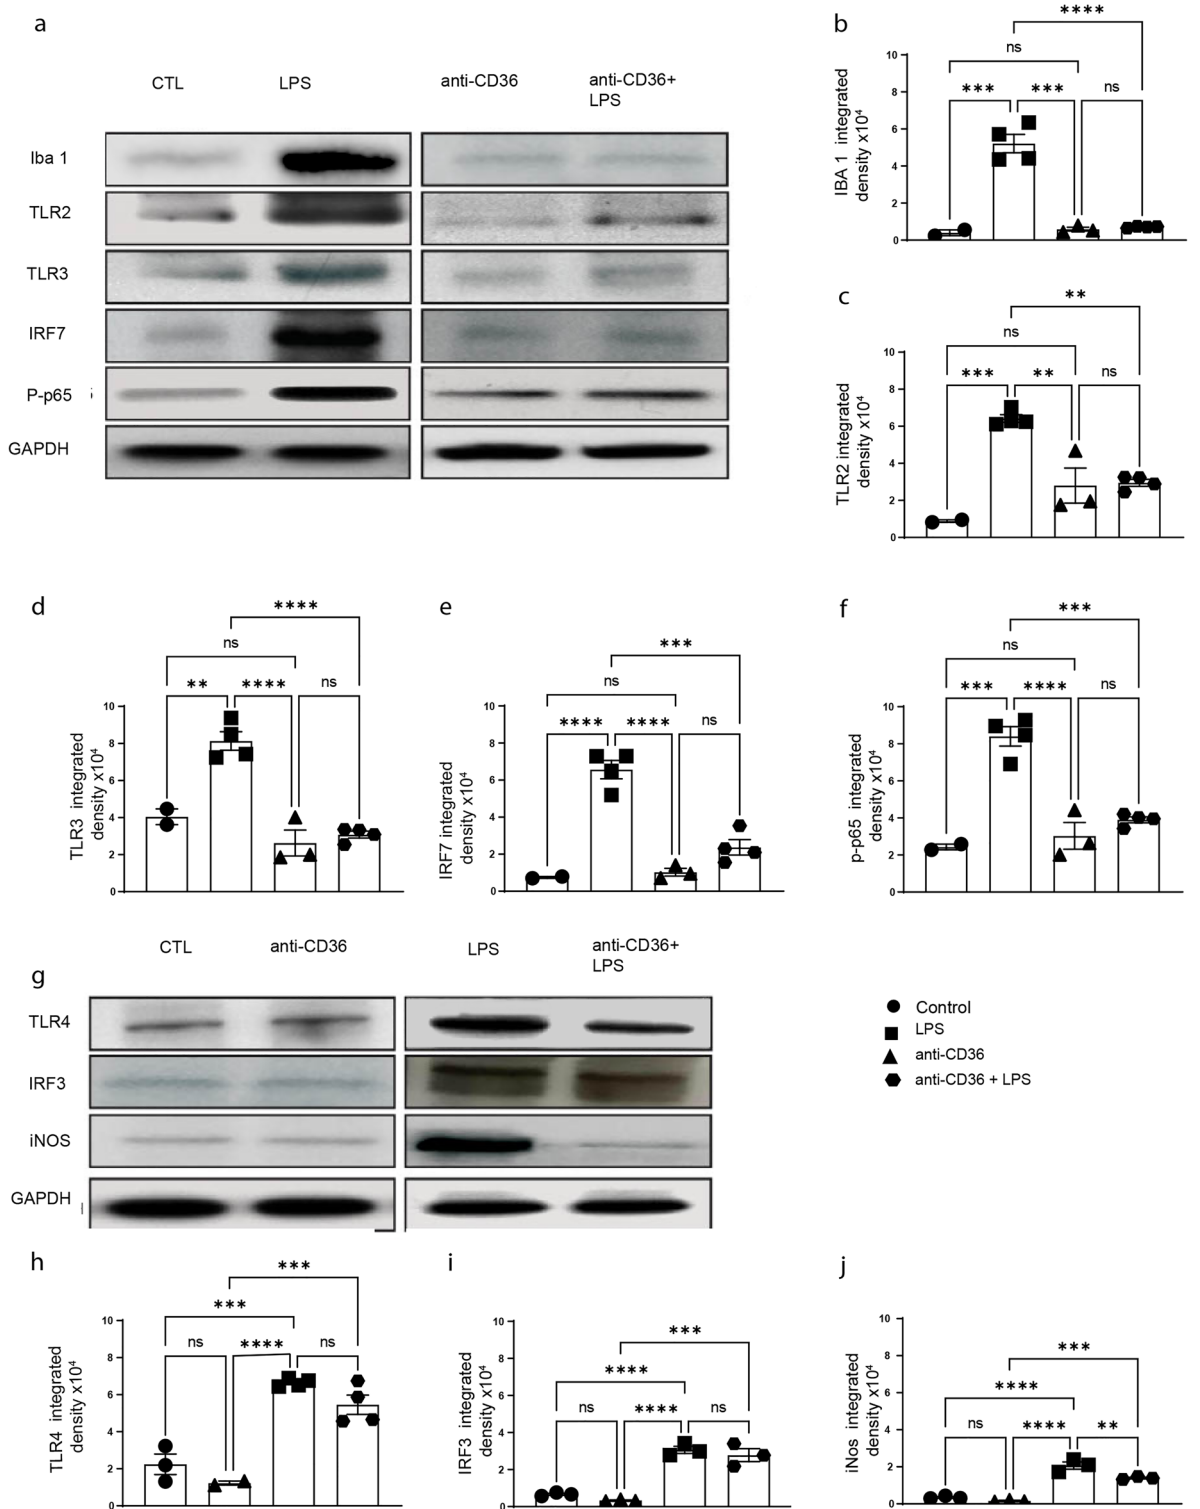 a
CTL LPS anti-CD36 anti-CD36+
LPS
Iba 1
TLR2
TLR3
IRF7
P-p65
GAPDH
b
****
ns
*** *** ns
10
8
6
4
2
0
IBA 1 integrated
density x10⁴
c
**
ns
*** ** ns
10
8
6
4
2
0
TLR2 integrated
density x10⁴
d
****
ns
** **** ns
10
8
6
4
2
0
TLR3 integrated
density x10⁴
e
***
ns
**** **** ns
10
8
6
4
2
0
IRF7 integrated
density x10⁴
f
***
ns
*** **** ns
10
8
6
4
2
0
p-p65 integrated
density x10⁴
g
CTL anti-CD36 LPS anti-CD36+
LPS
TLR4
IRF3
iNOS
GAPDH
Control
LPS
anti-CD36
anti-CD36 + LPS
h
***
***
ns **** ns
10
8
6
4
2
0
TLR4 integrated
density x10⁴
i
***
****
ns **** ns
10
8
6
4
2
0
IRF3 integrated
density x10⁴
j
***
****
ns **** **
10
8
6
4
2
0
iNos integrated
density x10⁴